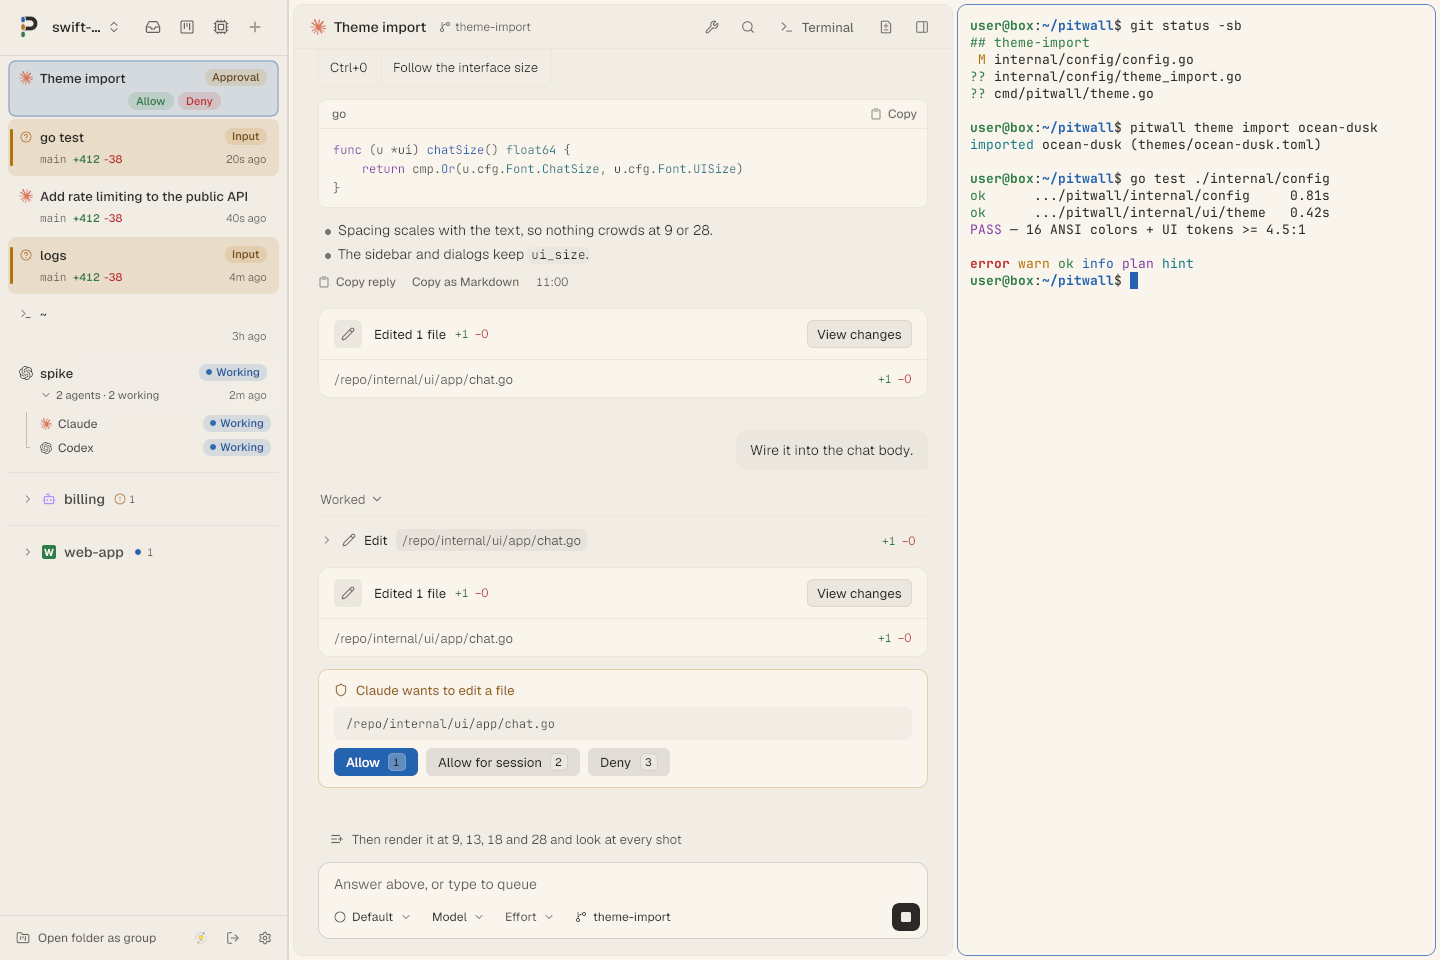 swift-...
Theme import
Approval
Allow
Deny
go test
Input
main +412 -38
20s ago
Add rate limiting to the public API
main +412 -38
40s ago
logs
Input
main +412 -38
4m ago
~
3h ago
spike
Working
2 agents · 2 working
2m ago
Claude
Working
Codex
Working
billing
1
W
web-app
1
Open folder as group
Theme import
theme-import
Terminal
Ctrl+0
Follow the interface size
go
Copy
func (u *ui) chatSize() float64 {
    return cmp.Or(u.cfg.Font.ChatSize, u.cfg.Font.UISize)
}
• Spacing scales with the text, so nothing crowds at 9 or 28.
• The sidebar and dialogs keep ui_size.
Copy reply
Copy as Markdown
11:00
Edited 1 file +1 −0
View changes
/repo/internal/ui/app/chat.go
+1 −0
Wire it into the chat body.
Worked
Edit /repo/internal/ui/app/chat.go
+1 −0
Edited 1 file +1 −0
View changes
/repo/internal/ui/app/chat.go
+1 −0
Claude wants to edit a file
/repo/internal/ui/app/chat.go
Allow 1
Allow for session 2
Deny 3
Then render it at 9, 13, 18 and 28 and look at every shot
Answer above, or type to queue
Default
Model
Effort
theme-import
user@box:~/pitwall$ git status -sb
## theme-import
 M internal/config/config.go
?? internal/config/theme_import.go
?? cmd/pitwall/theme.go
user@box:~/pitwall$ pitwall theme import ocean-dusk
imported ocean-dusk (themes/ocean-dusk.toml)
user@box:~/pitwall$ go test ./internal/config
ok      .../pitwall/internal/config     0.81s
ok      .../pitwall/internal/ui/theme   0.42s
PASS — 16 ANSI colors + UI tokens >= 4.5:1
error warn ok info plan hint
user@box:~/pitwall$